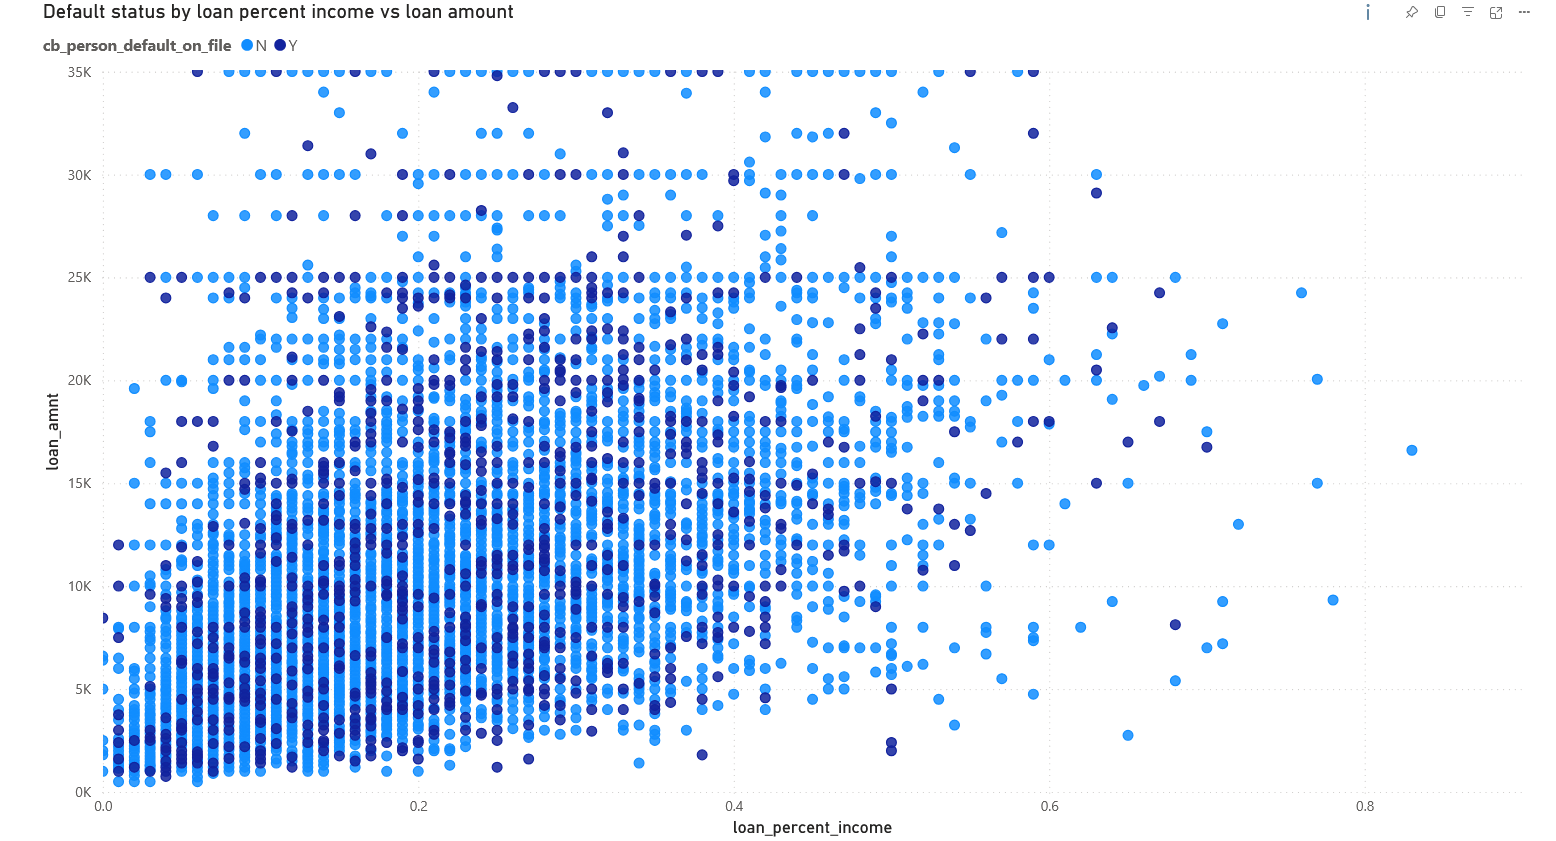 Default status by loan percent income vs loan amount
cb_person_default_on_file N Y
35K
30K
25K
20K
15K
10K
5K
0K
loan_amnt
0.0 0.2 0.4 0.6 0.8
loan_percent_income